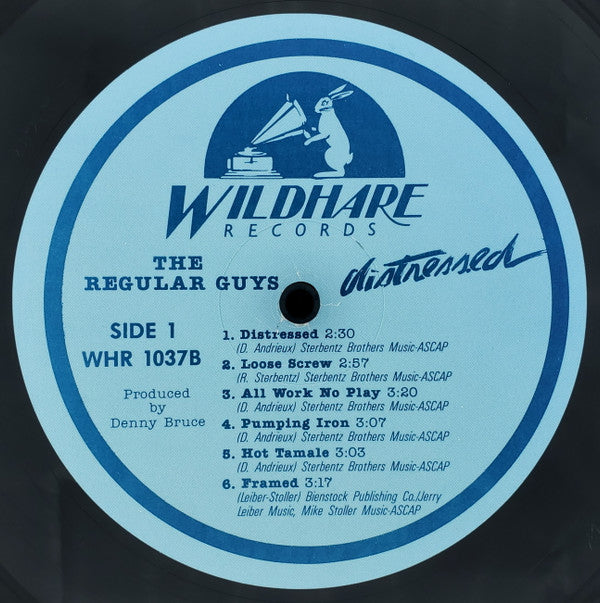 WILDHARE
RECORDS
THE
REGULAR GUYS
distressed
SIDE 1
WHR 1037B
Produced
by
Denny Bruce
1. Distressed 2:30
(D. Andrieux) Sterbentz Brothers Music-ASCAP
2. Loose Screw 2:57
(R. Sterbentz) Sterbentz Brothers Music-ASCAP
3. All Work No Play 3:20
(D. Andrieux) Sterbentz Brothers Music-ASCAP
4. Pumping Iron 3:07
(D. Andrieux) Sterbentz Brothers Music-ASCAP
5. Hot Tamale 3:03
(D. Andrieux) Sterbentz Brothers Music-ASCAP
6. Framed 3:17
(Leiber-Stoller) Bienstock Publishing Co./Jerry
Leiber Music, Mike Stoller Music-ASCAP